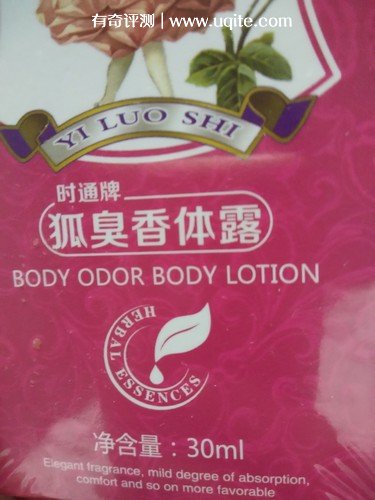 有奇评测 | www.uqite.com
YI LUO SHI
时通牌
狐臭香体露
BODY ODOR BODY LOTION
HERBAL ESSENCES
净含量：30ml
Elegant fragrance, mild degree of absorption,
comfort and so on more favorable